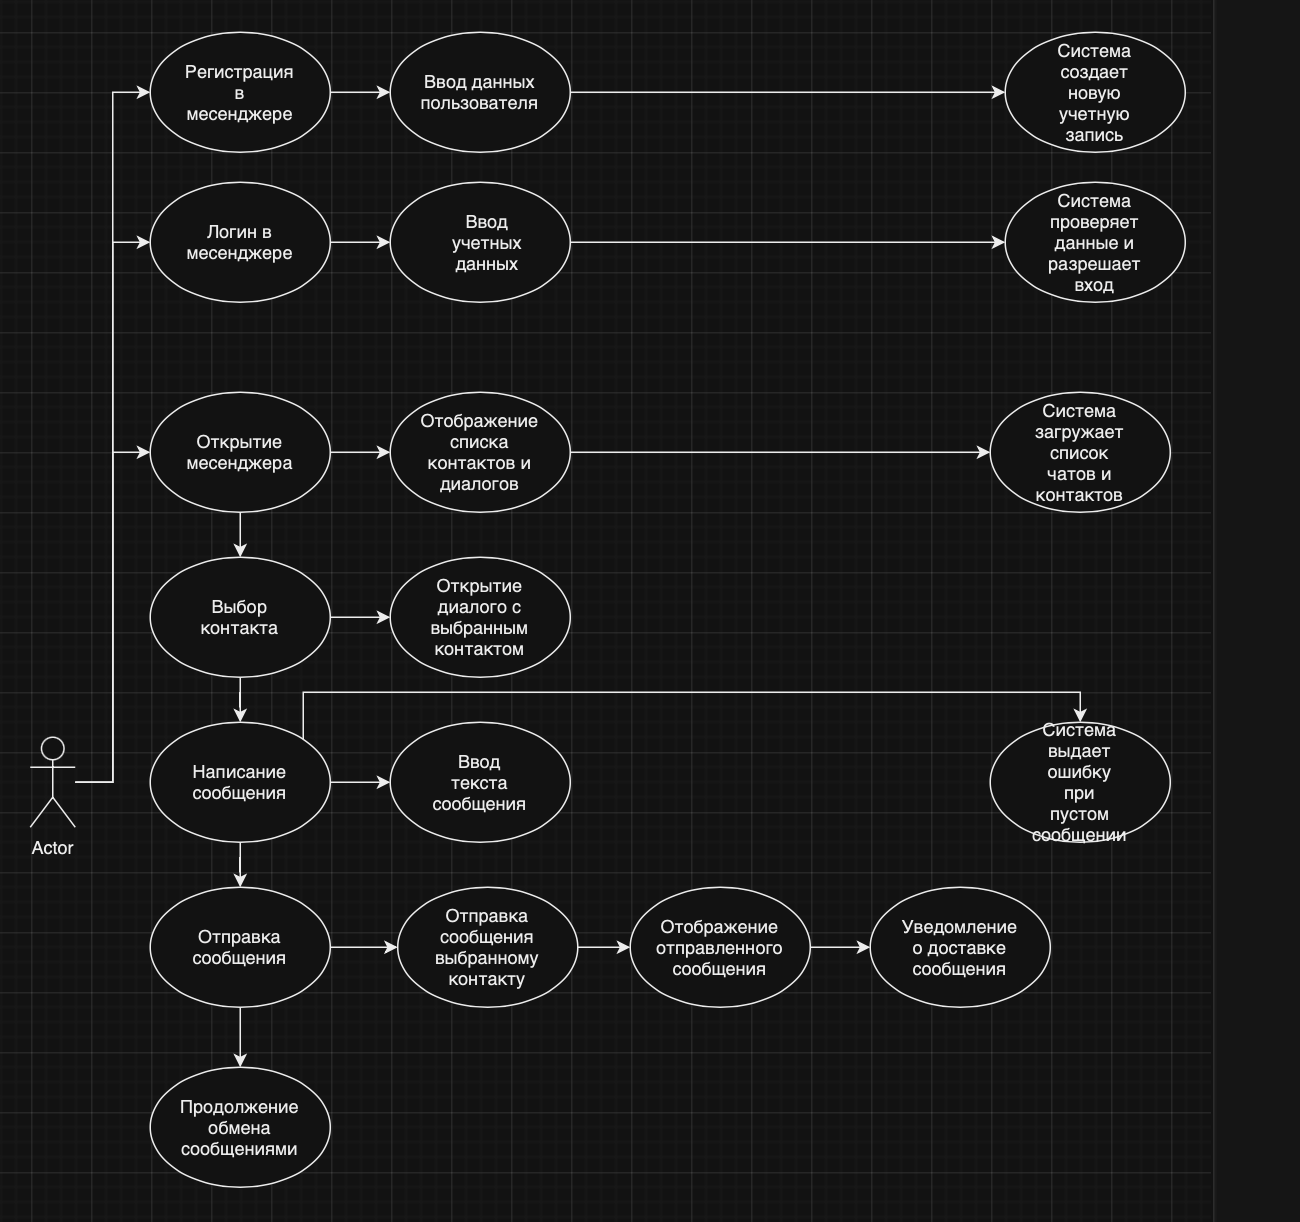 Регистрация
в
месенджере
Ввод данных
пользователя
Система
создает
новую
учетную
запись
Логин в
месенджере
Ввод
учетных
данных
Система
проверяет
данные и
разрешает
вход
Открытие
месенджера
Отображение
списка
контактов и
диалогов
Система
загружает
список
чатов и
контактов
Выбор
контакта
Открытие
диалого с
выбранным
контактом
Написание
сообщения
Ввод
текста
сообщения
Система
выдает
ошибку
при
пустом
сообщении
Actor
Отправка
сообщения
Отправка
сообщения
выбранному
контакту
Отображение
отправленного
сообщения
Уведомление
о доставке
сообщения
Продолжение
обмена
сообщениями